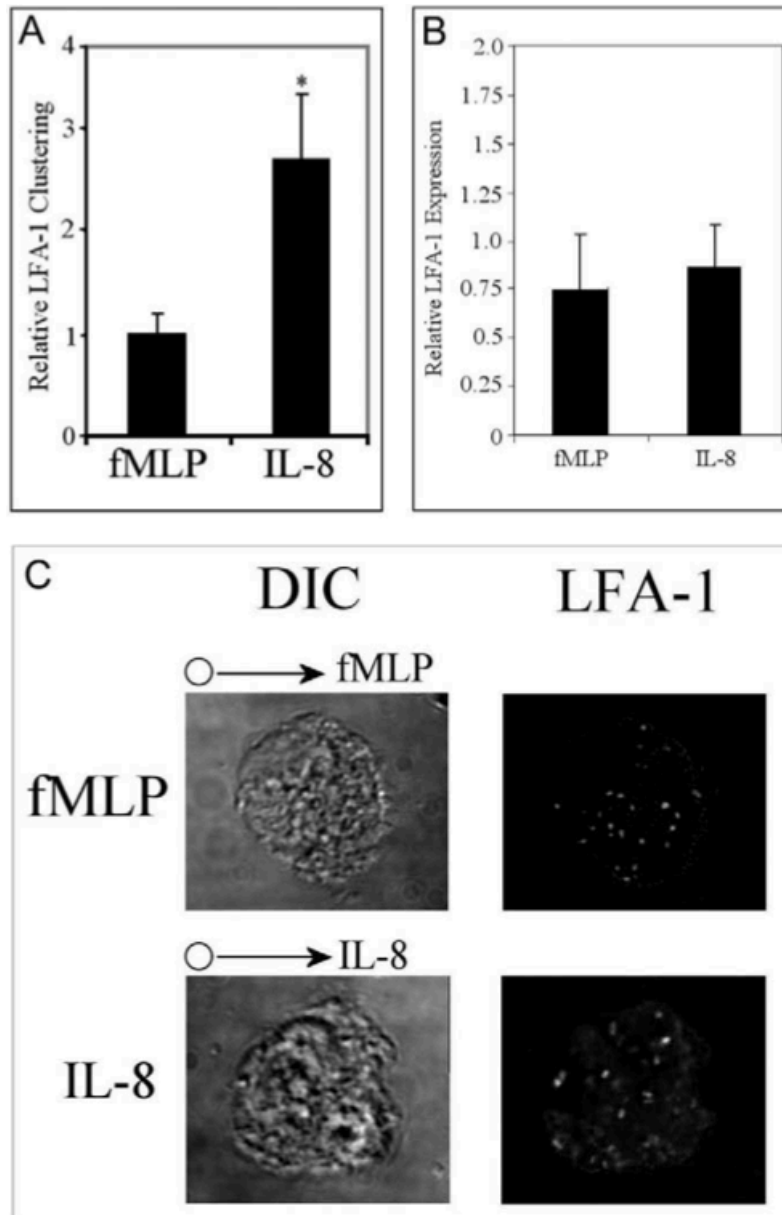 A
Relative LFA-1 Clustering
4
3
2
1
0
*
fMLP
IL-8
B
Relative LFA-1 Expression
2.0
1.75
1.5
1.25
1.0
0.75
0.5
0.25
0
fMLP
IL-8
C
DIC
LFA-1
fMLP
fMLP
IL-8
IL-8